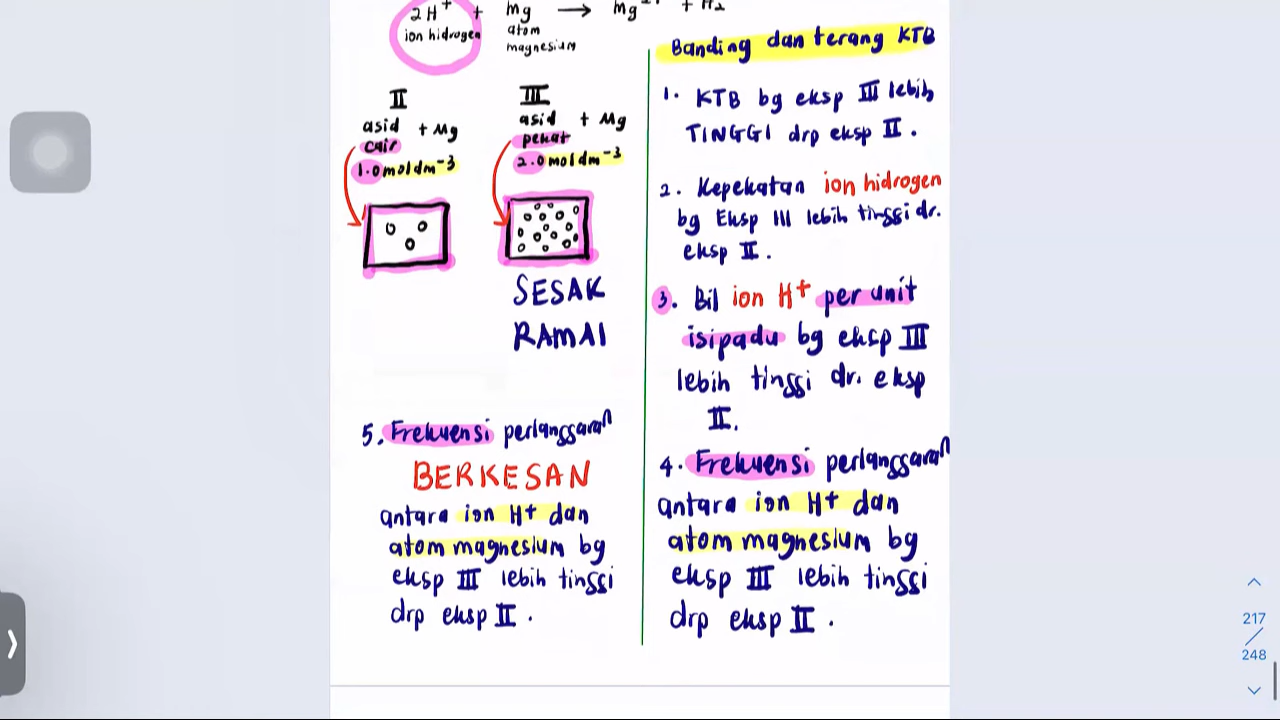 2H+ + Mg → Mg2+ + H2
ion hidrogen
atom
magnesium
II
asid + Mg
cair
1.0 mol dm-3
III
asid + Mg
pekat
2.0 mol dm-3
SESAK
RAMAI
Banding dan terang KTB
1. KTB bg eksp III lebih
TINGGI drp eksp II.
2. Kepekatan ion hidrogen
bg Eksp III lebih tinggi dr.
eksp II.
3. Bil ion H+ per unit
isipadu bg eksp III
lebih tinggi dr. eksp
II.
4. Frekuensi perlanggaran
antara ion H+ dan
atom magnesium bg
eksp III lebih tinggi
drp eksp II.
5. Frekuensi perlanggaran
BERKESAN
antara ion H+ dan
atom magnesium bg
eksp III lebih tinggi
drp eksp II.
217
248